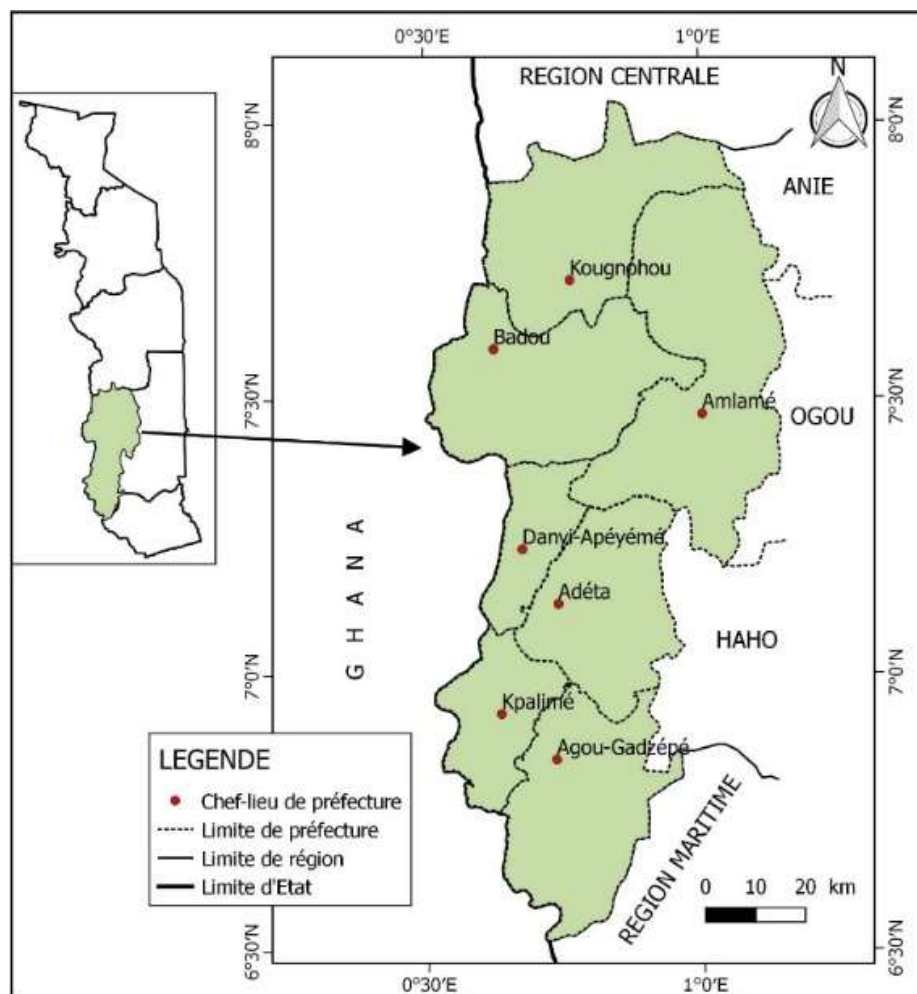 0°30'E
1°0'E
REGION CENTRALE
N
8°0'N
8°0'N
ANIE
Kougnohou
Badou
7°30'N
7°30'N
Amlamé
OGOU
Danyi-Apéyémé
Adéta
GHANA
HAHO
7°0'N
7°0'N
Kpalimé
Agou-Gadzépé
LEGENDE
Chef-lieu de préfecture
Limite de préfecture
Limite de région
Limite d'Etat
REGION MARITIME
0 10 20 km
6°30'N
6°30'N
0°30'E
1°0'E